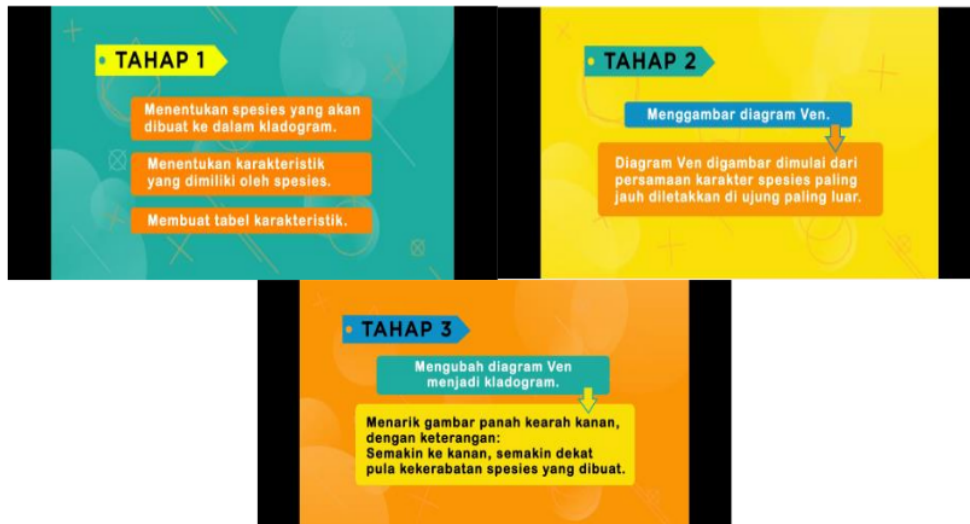 TAHAP 1
Menentukan spesies yang akan
dibuat ke dalam kladogram.
Menentukan karakteristik
yang dimiliki oleh spesies.
Membuat tabel karakteristik.
TAHAP 2
Menggambar diagram Ven.
Diagram Ven digambar dimulai dari
persamaan karakter spesies paling
jauh diletakkan di ujung paling luar.
TAHAP 3
Mengubah diagram Ven
menjadi kladogram.
Menarik gambar panah kearah kanan,
dengan keterangan:
Semakin ke kanan, semakin dekat
pula kekerabatan spesies yang dibuat.